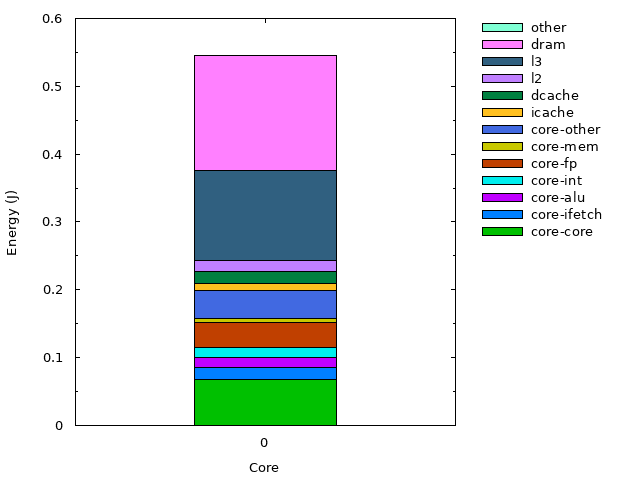 0.6
0.5
0.4
0.3
0.2
0.1
0
Energy (J)
0
Core
other
dram
l3
l2
dcache
icache
core-other
core-mem
core-fp
core-int
core-alu
core-ifetch
core-core